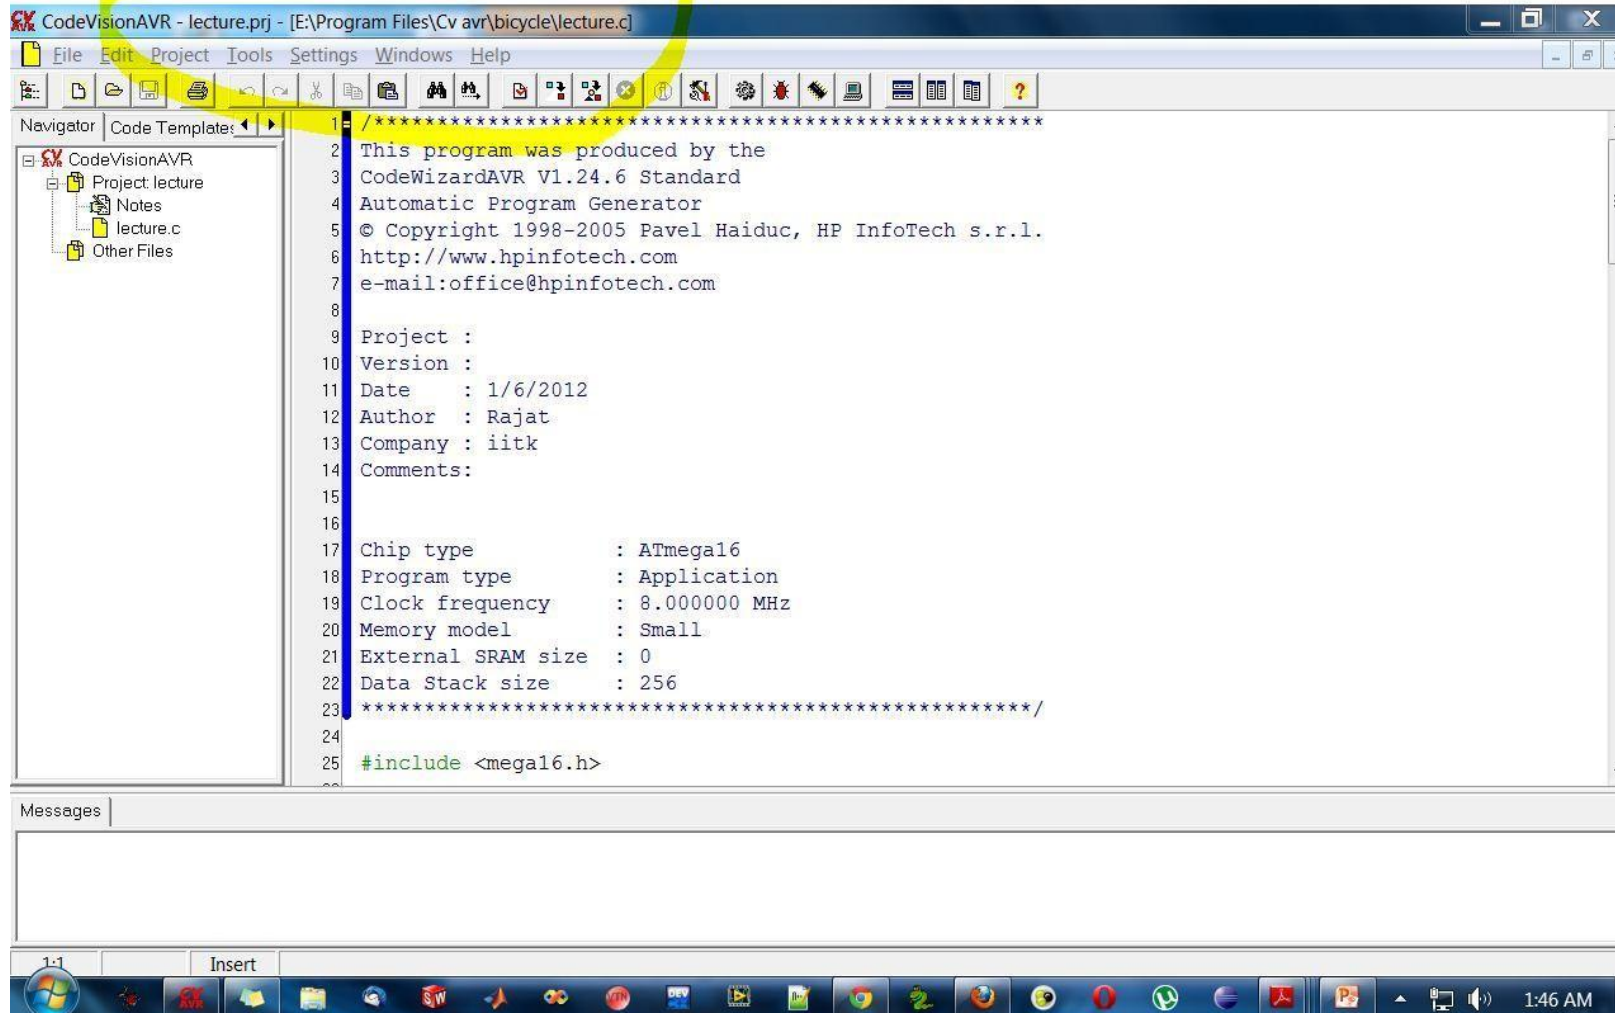 CodeVisionAVR - lecture.prj - [E:\Program Files\Cv avr\bicycle\lecture.c]
File Edit Project Tools Settings Windows Help
Navigator Code Templates
CodeVisionAVR
Project: lecture
Notes
lecture.c
Other Files
1 /*****************************************************
2 This program was produced by the
3 CodeWizardAVR V1.24.6 Standard
4 Automatic Program Generator
5 © Copyright 1998-2005 Pavel Haiduc, HP InfoTech s.r.l.
6 http://www.hpinfotech.com
7 e-mail:office@hpinfotech.com
8
9 Project :
10 Version :
11 Date    : 1/6/2012
12 Author  : Rajat
13 Company : iitk
14 Comments:
15
16
17 Chip type           : ATmega16
18 Program type        : Application
19 Clock frequency     : 8.000000 MHz
20 Memory model        : Small
21 External SRAM size  : 0
22 Data Stack size     : 256
23 *****************************************************/
24
25 #include <mega16.h>
Messages
1:1 Insert
1:46 AM